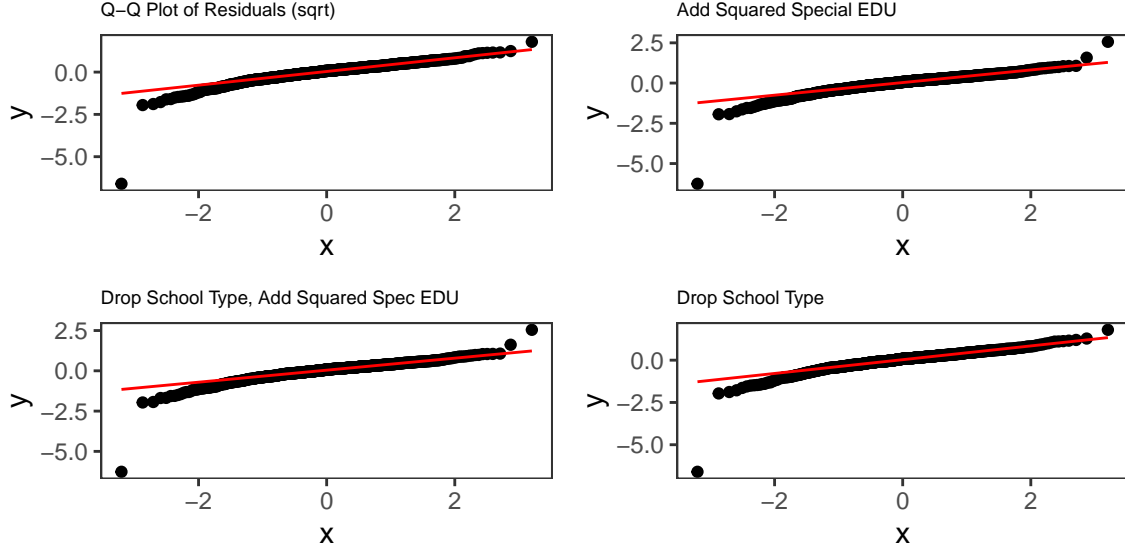 Q−Q Plot of Residuals (sqrt)
0.0
−2.5
−5.0
y
−2 0 2
x
Add Squared Special EDU
2.5
0.0
−2.5
−5.0
y
−2 0 2
x
Drop School Type, Add Squared Spec EDU
2.5
0.0
−2.5
−5.0
y
−2 0 2
x
Drop School Type
0.0
−2.5
−5.0
y
−2 0 2
x